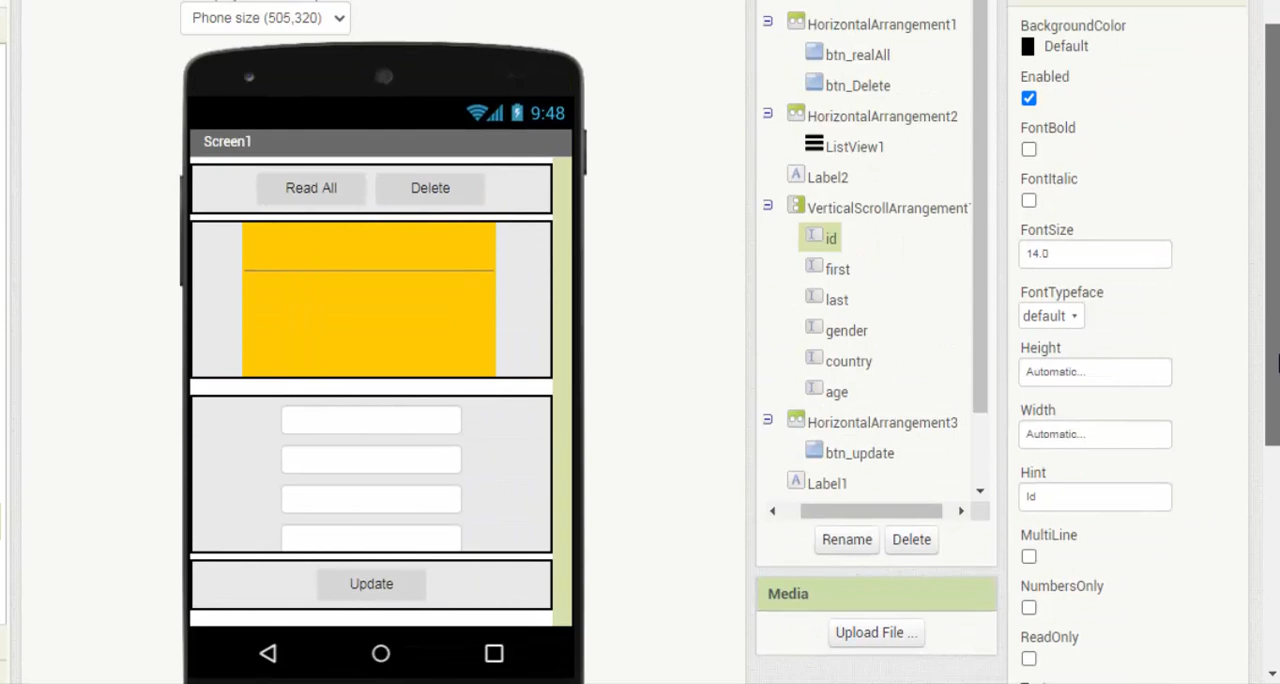 Phone size (505,320)
9:48
Screen1
Read All
Delete
Update
HorizontalArrangement1
btn_realAll
btn_Delete
HorizontalArrangement2
ListView1
Label2
VerticalScrollArrangement
id
first
last
gender
country
age
HorizontalArrangement3
btn_update
Label1
Rename
Delete
Media
Upload File ...
BackgroundColor
Default
Enabled
FontBold
FontItalic
FontSize
14.0
FontTypeface
default
Height
Automatic...
Width
Automatic...
Hint
Id
MultiLine
NumbersOnly
ReadOnly